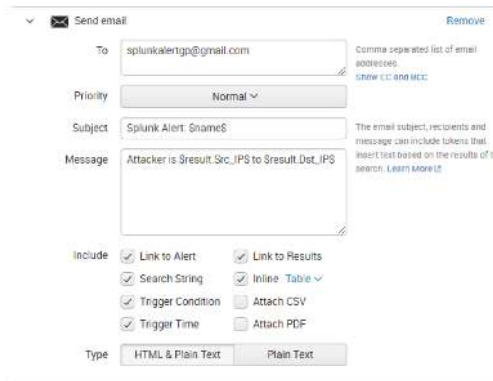 Send email
Remove
To
splunkalertgp@gmail.com
Comma separated list of email
addresses.
Show CC and BCC
Priority
Normal
Subject
Splunk Alert: $name$
The email subject, recipients and
message can include tokens that
insert text based on the results of t
search. Learn More
Message
Attacker is $result.Src_IP$ to $result.Dst_IP$
Include
Link to Alert
Link to Results
Search String
Inline Table
Trigger Condition
Attach CSV
Trigger Time
Attach PDF
Type
HTML & Plain Text
Plain Text